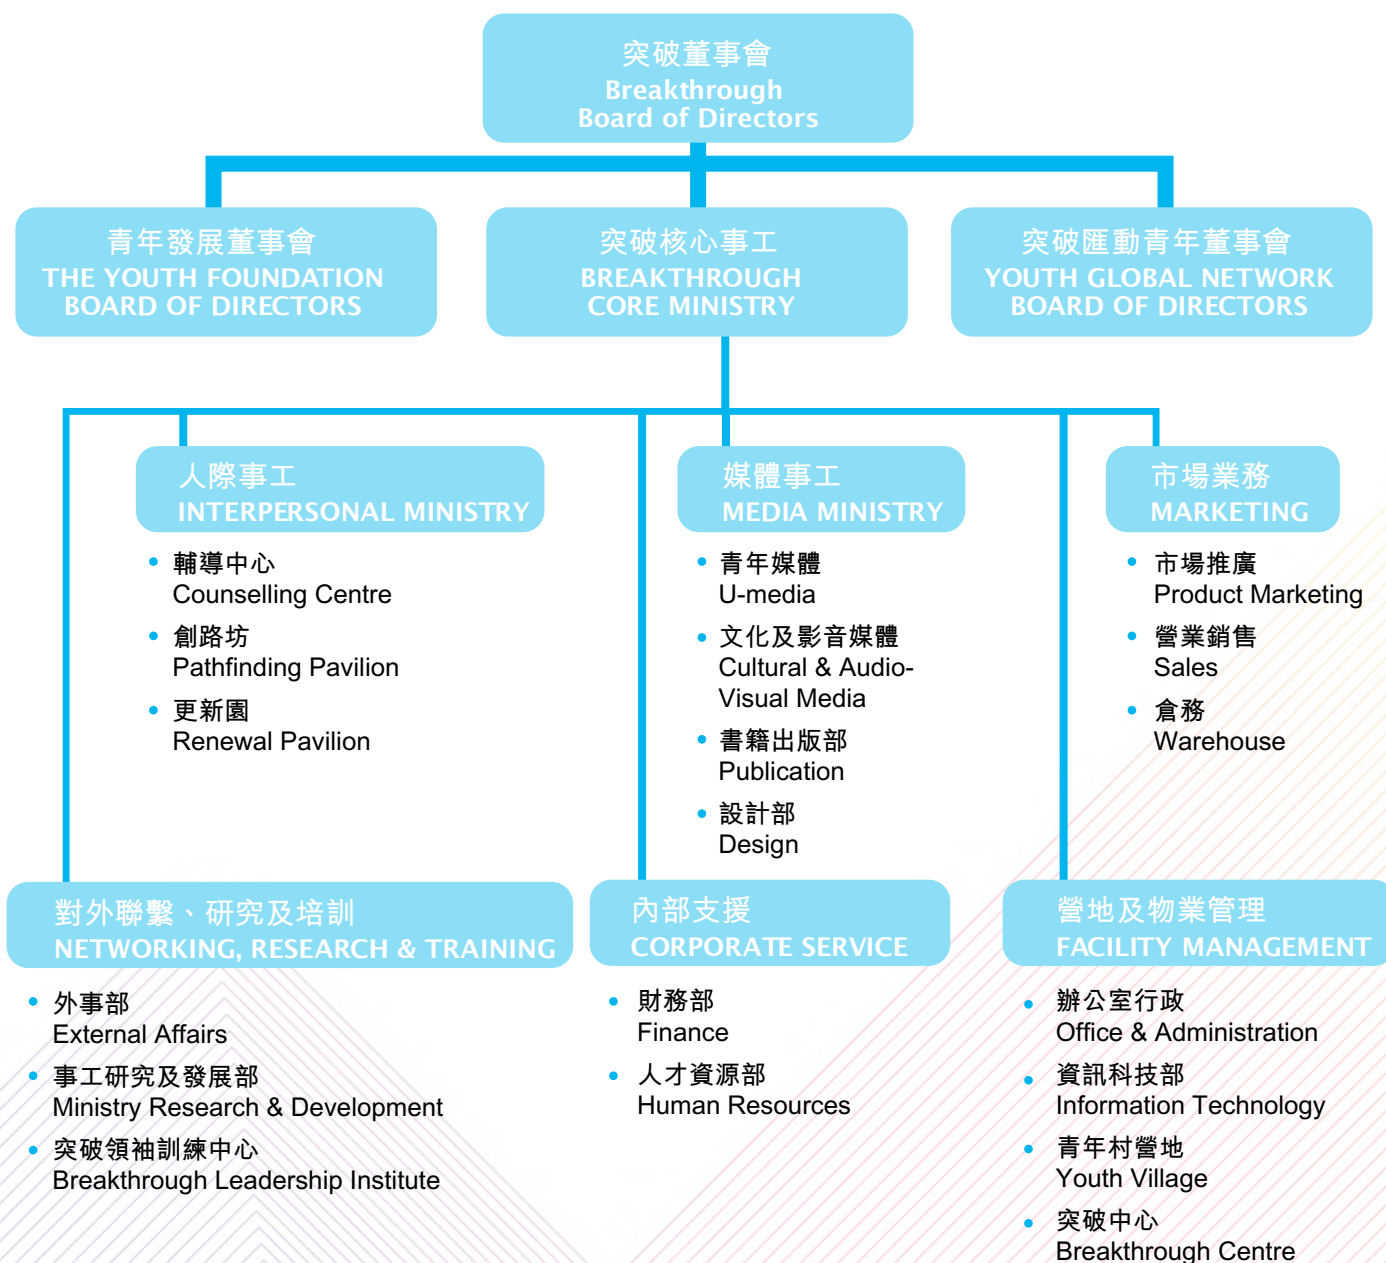 突破董事會
Breakthrough
Board of Directors
青年發展董事會
THE YOUTH FOUNDATION
BOARD OF DIRECTORS
突破核心事工
BREAKTHROUGH
CORE MINISTRY
突破匯動青年董事會
YOUTH GLOBAL NETWORK
BOARD OF DIRECTORS
人際事工
INTERPERSONAL MINISTRY
• 輔導中心
Counselling Centre
• 創路坊
Pathfinding Pavilion
• 更新園
Renewal Pavilion
媒體事工
MEDIA MINISTRY
• 青年媒體
U-media
• 文化及影音媒體
Cultural & Audio-
Visual Media
• 書籍出版部
Publication
• 設計部
Design
市場業務
MARKETING
• 市場推廣
Product Marketing
• 營業銷售
Sales
• 倉務
Warehouse
對外聯繫、研究及培訓
NETWORKING, RESEARCH & TRAINING
• 外事部
External Affairs
• 事工研究及發展部
Ministry Research & Development
• 突破領袖訓練中心
Breakthrough Leadership Institute
內部支援
CORPORATE SERVICE
• 財務部
Finance
• 人才資源部
Human Resources
營地及物業管理
FACILITY MANAGEMENT
• 辦公室行政
Office & Administration
• 資訊科技部
Information Technology
• 青年村營地
Youth Village
• 突破中心
Breakthrough Centre